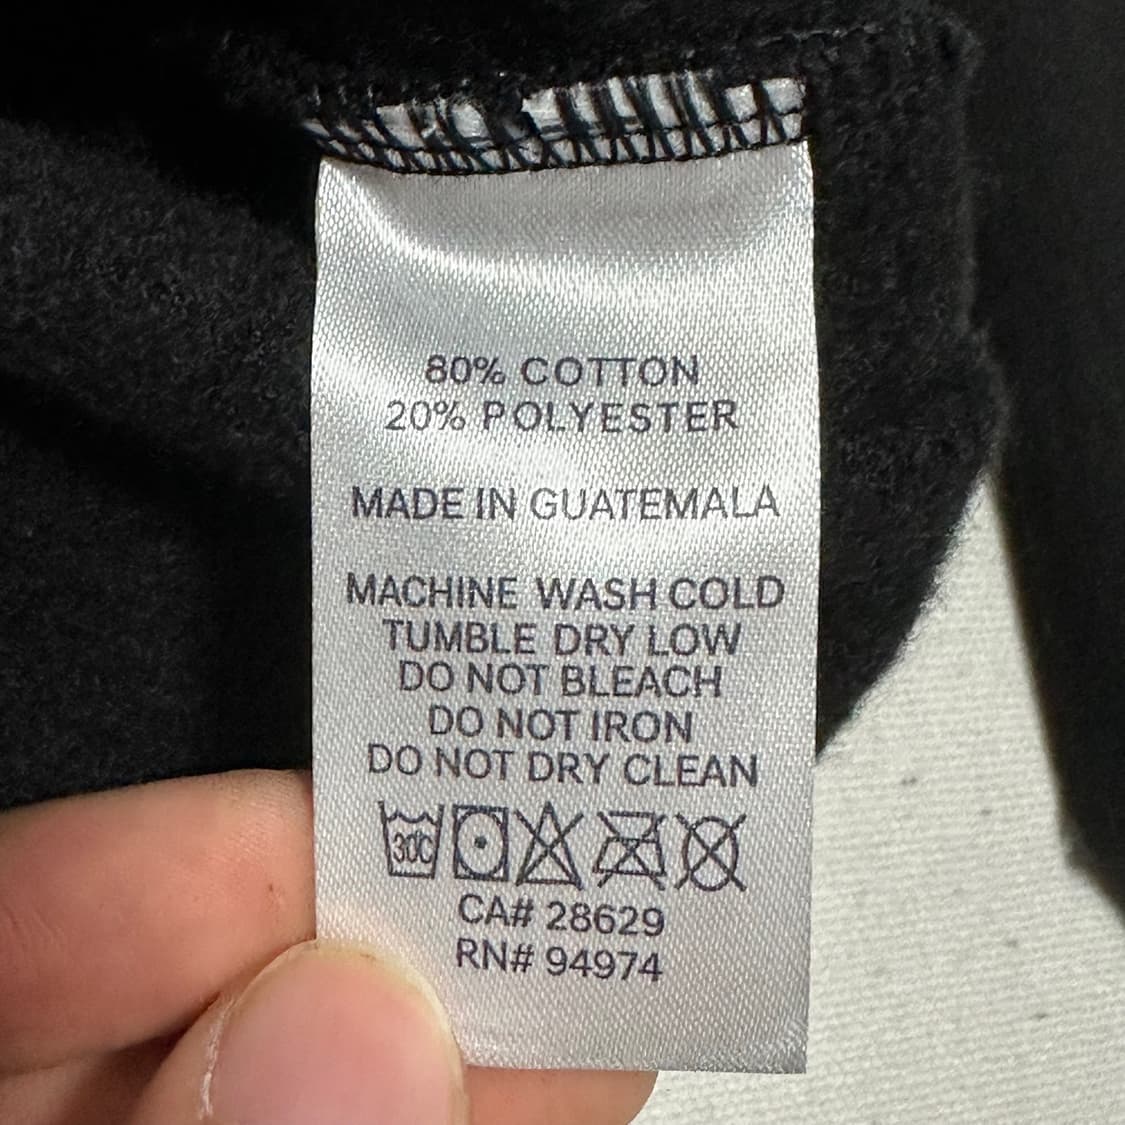 80% COTTON
20% POLYESTER
MADE IN GUATEMALA
MACHINE WASH COLD
TUMBLE DRY LOW
DO NOT BLEACH
DO NOT IRON
DO NOT DRY CLEAN
30C
CA# 28629
RN# 94974